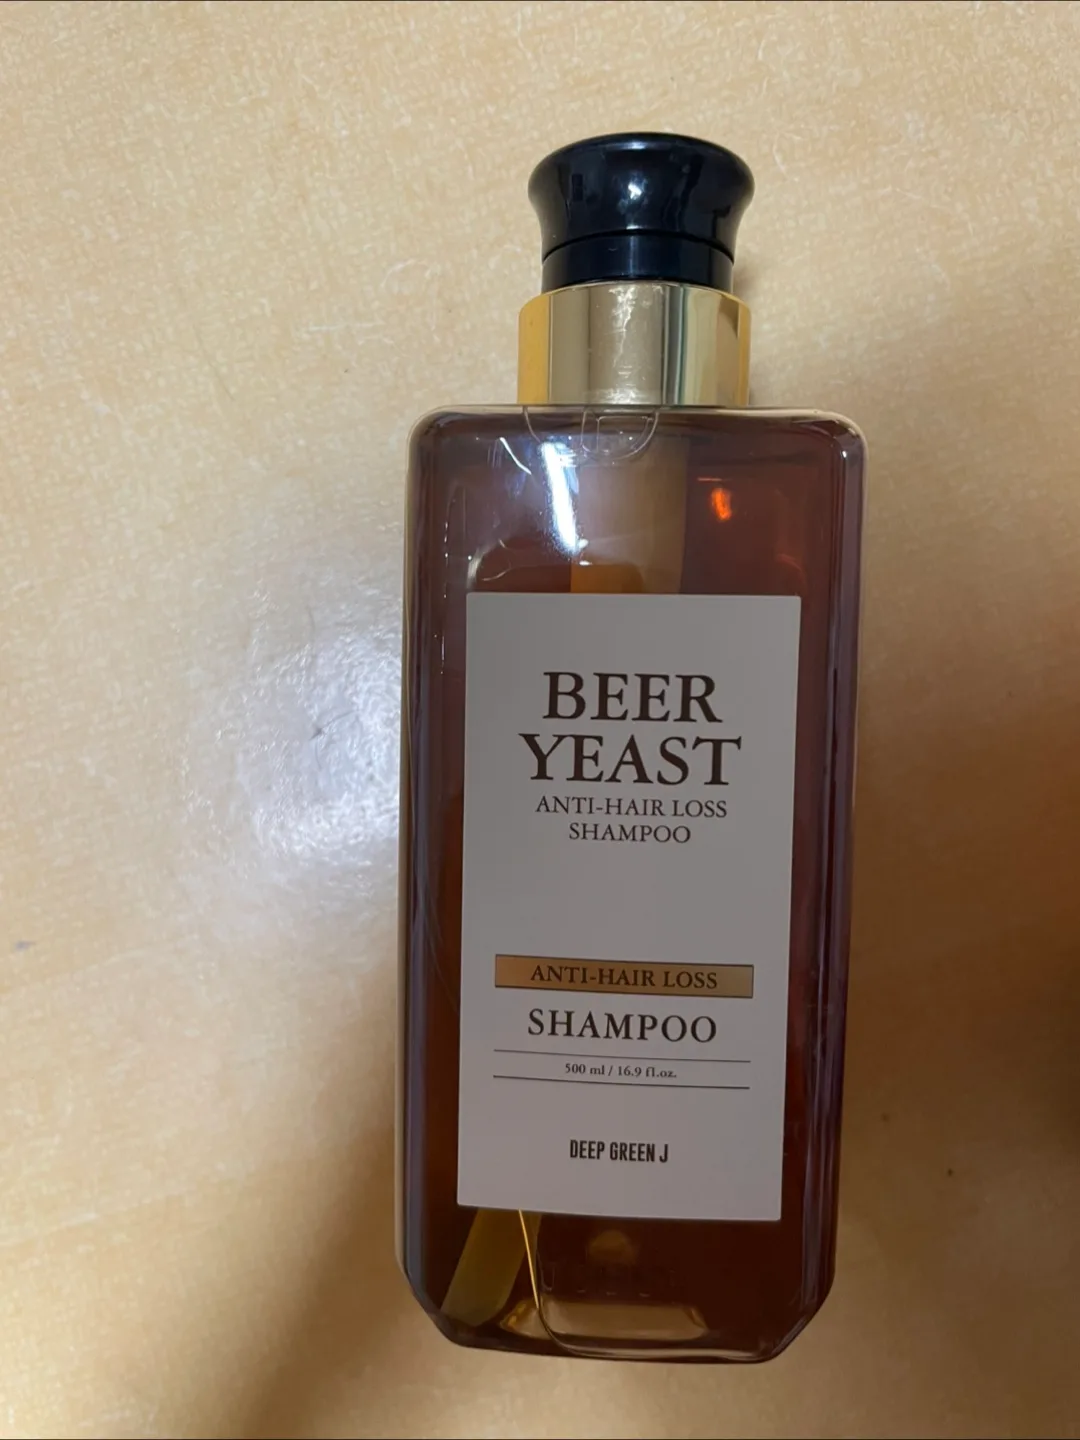 BEER
YEAST
ANTI-HAIR LOSS
SHAMPOO
ANTI-HAIR LOSS
SHAMPOO
500 ml / 16.9 fl.oz.
DEEP GREEN J